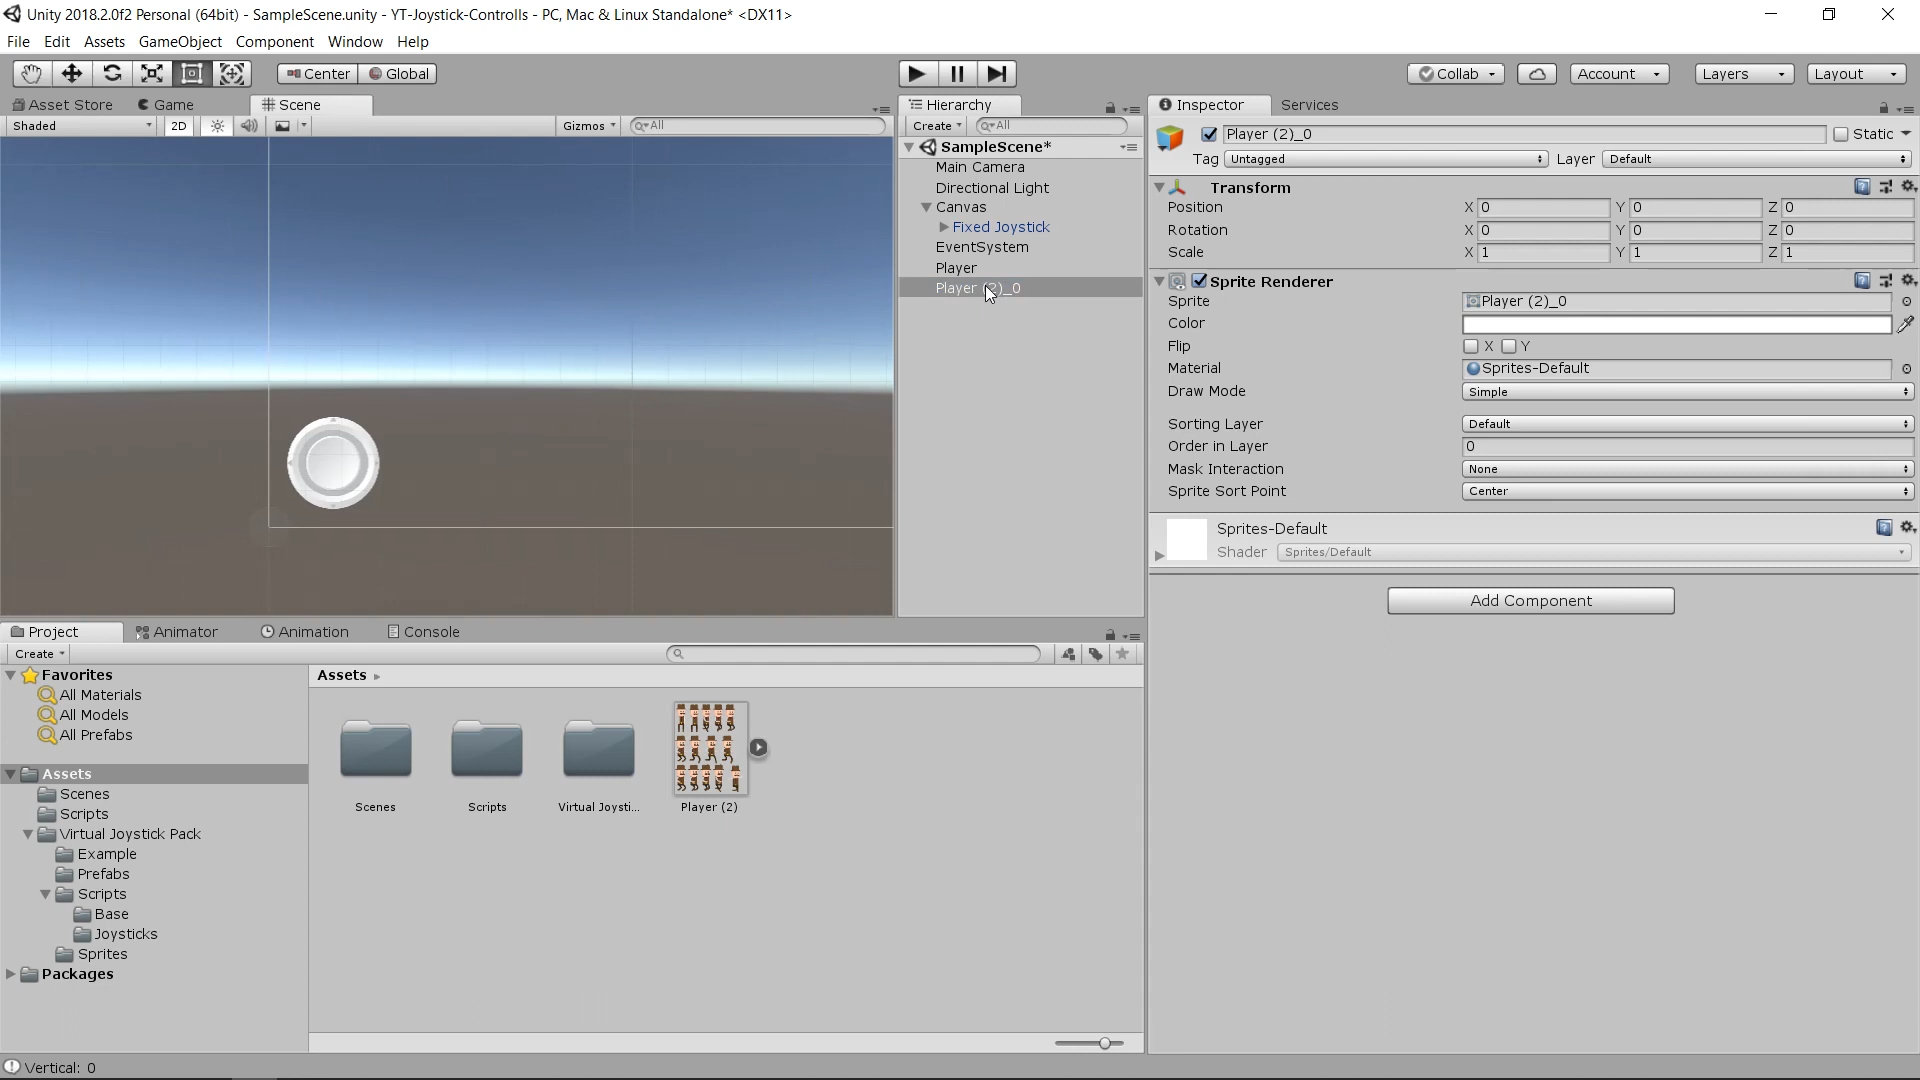 Unity 2018.2.0f2 Personal (64bit) - SampleScene.unity - YT-Joystick-Controlls - PC, Mac & Linux Standalone* <DX11>
File Edit Assets GameObject Component Window Help
Center Global Collab Account Layers Layout
Asset Store Game Scene
Shaded 2D Gizmos All
Hierarchy
Create All
SampleScene*
Main Camera
Directional Light
Canvas
Fixed Joystick
EventSystem
Player
Player (2)_0
Inspector Services
Player (2)_0 Static
Tag Untagged Layer Default
Transform
Position X 0 Y 0 Z 0
Rotation X 0 Y 0 Z 0
Scale X 1 Y 1 Z 1
Sprite Renderer
Sprite Player (2)_0
Color
Flip X Y
Material Sprites-Default
Draw Mode Simple
Sorting Layer Default
Order in Layer 0
Mask Interaction None
Sprite Sort Point Center
Sprites-Default
Shader Sprites/Default
Add Component
Project Animator Animation Console
Create
Favorites
All Materials
All Models
All Prefabs
Assets
Scenes
Scripts
Virtual Joystick Pack
Example
Prefabs
Scripts
Base
Joysticks
Sprites
Packages
Assets
Scenes Scripts Virtual Joysti... Player (2)
Vertical: 0